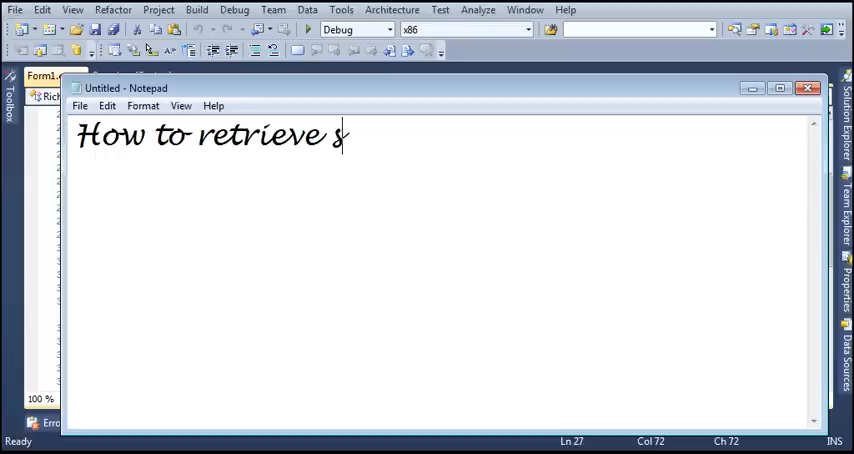 File Edit View Refactor Project Build Debug Team Data Tools Architecture Test Analyze Window Help
Debug x86
Form1.
Rich
Toolbox
Untitled - Notepad
File Edit Format View Help
How to retrieve s
Solution Explorer
Team Explorer
Properties
Data Sources
100 %
Erro
Ready Ln 27 Col 72 Ch 72 INS